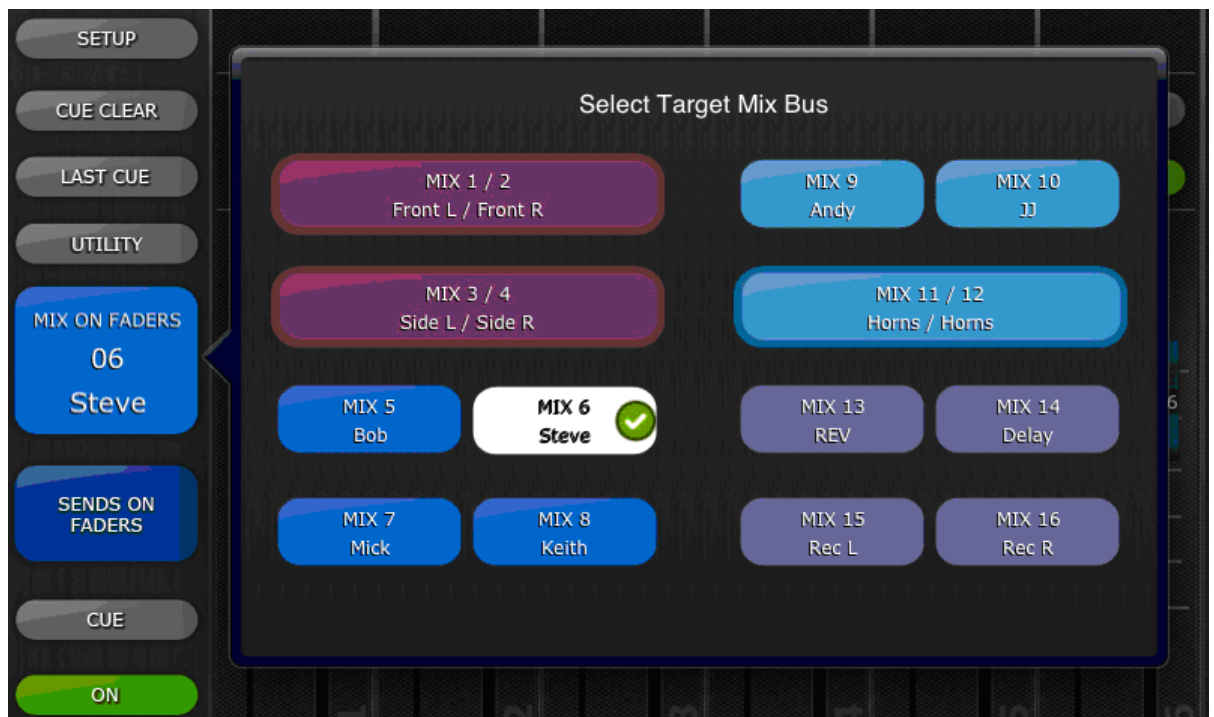 SETUP
CUE CLEAR
LAST CUE
UTILITY
MIX ON FADERS
06
Steve
SENDS ON
FADERS
CUE
ON
Select Target Mix Bus
MIX 1 / 2
Front L / Front R
MIX 3 / 4
Side L / Side R
MIX 5
Bob
MIX 6
Steve
MIX 7
Mick
MIX 8
Keith
MIX 9
Andy
MIX 10
JJ
MIX 11 / 12
Horns / Horns
MIX 13
REV
MIX 14
Delay
MIX 15
Rec L
MIX 16
Rec R
6